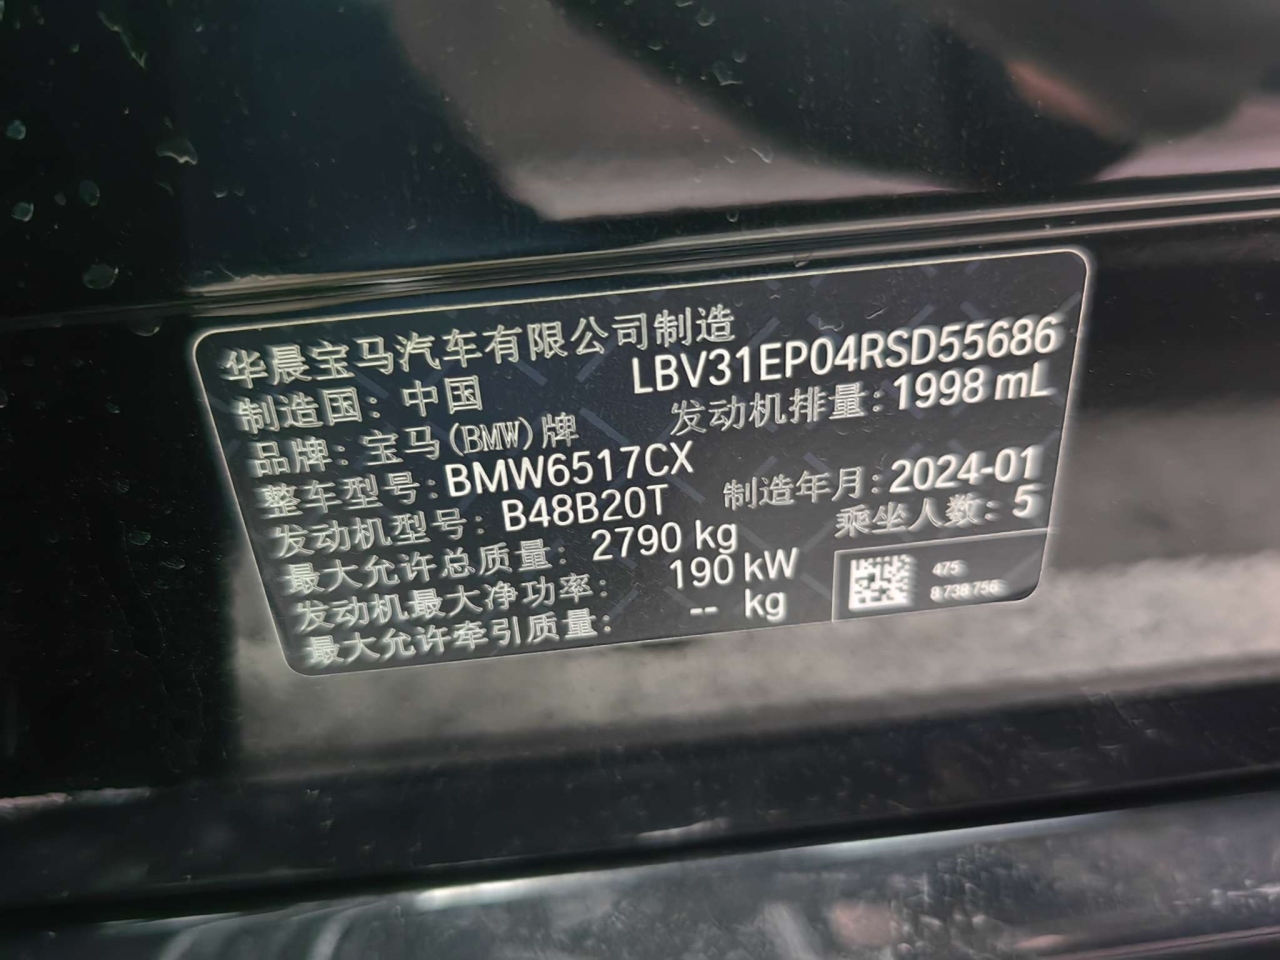 华晨宝马汽车有限公司制造
制造国：中国 LBV31EP04RSD55686
品牌：宝马(BMW)牌 发动机排量：1998 mL
整车型号：BMW6517CX
发动机型号：B48B20T 制造年月：2024-01
最大允许总质量：2790 kg 乘坐人数：5
发动机最大净功率：190 kW
最大允许牵引质量：-- kg
475
8 738 756